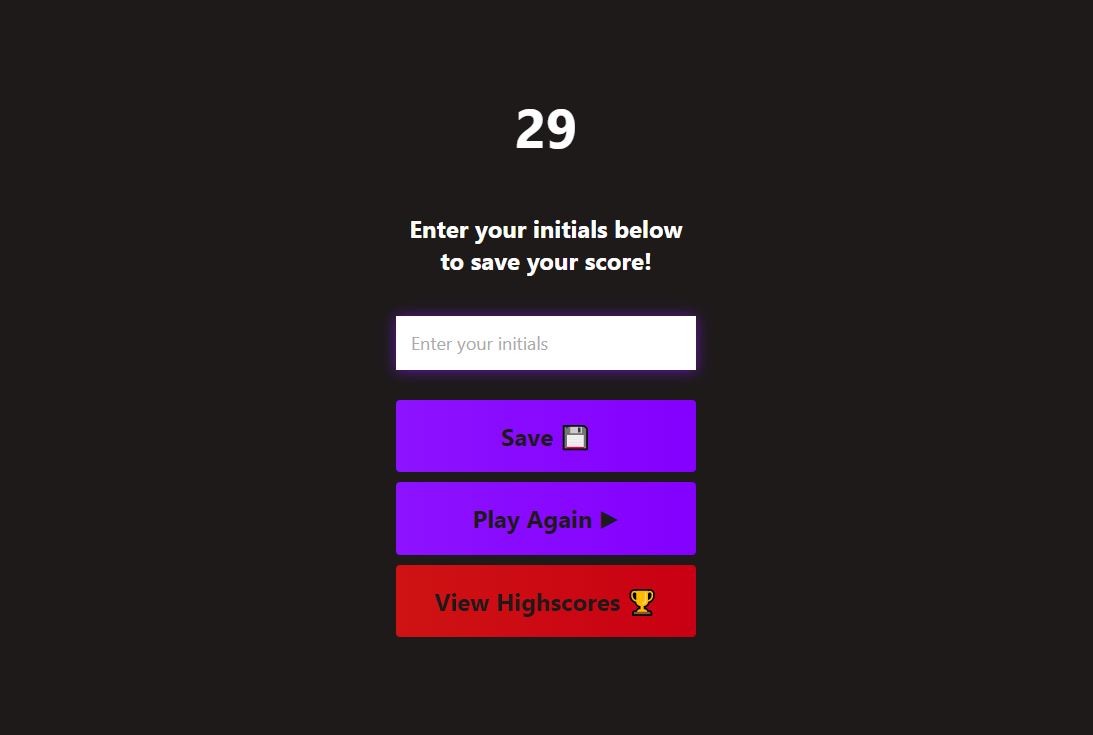 29
Enter your initials below
to save your score!
Enter your initials
Save 💾
Play Again ▶
View Highscores 🏆